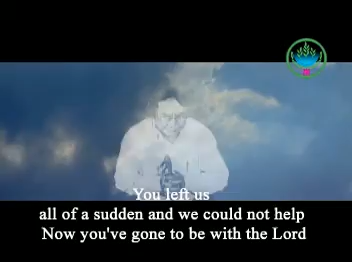 You left us
all of a sudden and we could not help
Now you've gone to be with the Lord